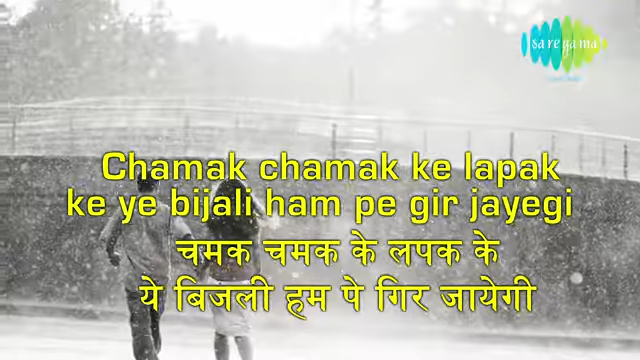 saregama
Chamak chamak ke lapak
ke ye bijali ham pe gir jayegi
चमक चमक के लपक के
ये बिजली हम पे गिर जायेगी